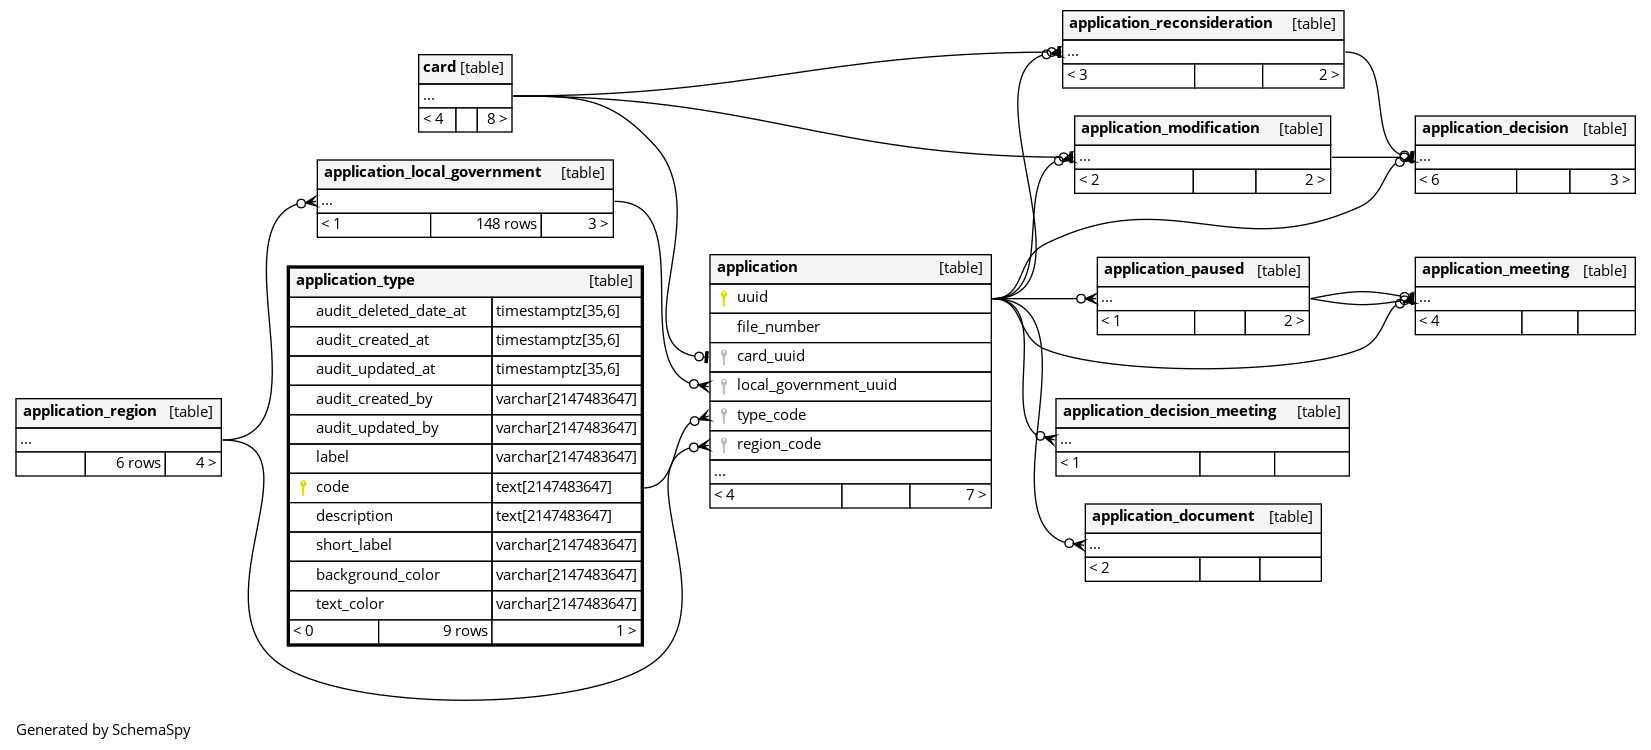 application_reconsideration [table]
...
< 3 2 >
card [table]
...
< 4 8 >
application_modification [table]
...
< 2 2 >
application_decision [table]
...
< 6 3 >
application_local_government [table]
...
< 1 148 rows 3 >
application_type [table]
audit_deleted_date_at timestamptz[35,6]
audit_created_at timestamptz[35,6]
audit_updated_at timestamptz[35,6]
audit_created_by varchar[2147483647]
audit_updated_by varchar[2147483647]
label varchar[2147483647]
code text[2147483647]
description text[2147483647]
short_label varchar[2147483647]
background_color varchar[2147483647]
text_color varchar[2147483647]
< 0 9 rows 1 >
application [table]
uuid
file_number
card_uuid
local_government_uuid
type_code
region_code
...
< 4 7 >
application_paused [table]
...
< 1 2 >
application_meeting [table]
...
< 4
application_region [table]
...
6 rows 4 >
application_decision_meeting [table]
...
< 1
application_document [table]
...
< 2
Generated by SchemaSpy